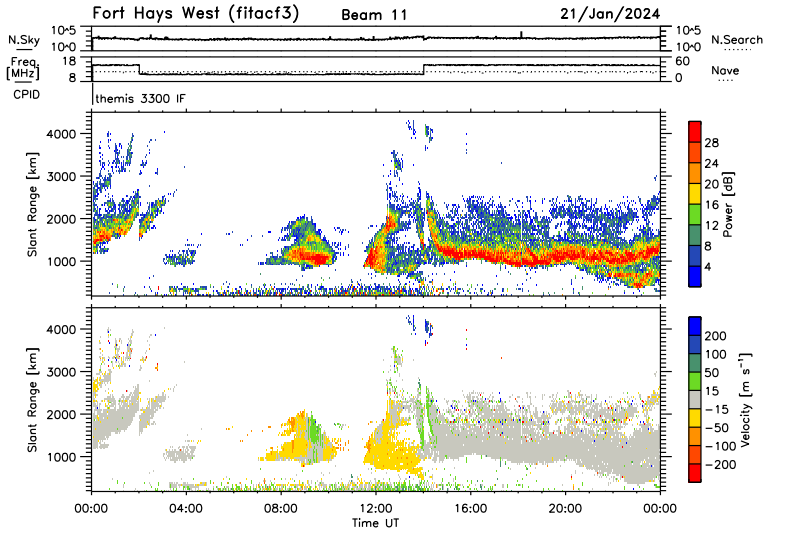 Fort Hays West (fitacf3) Beam 11 21/Jan/2024
N.Sky 10^5 10^0 10^5 10^0 N.Search
Freq. [MHz] 18 8 60 0 Nave
CPID themis 3300 IF
Slant Range [km] 4000 3000 2000 1000
Power [dB] 28 24 20 16 12 8 4
Slant Range [km] 4000 3000 2000 1000
Velocity [m s⁻¹] 200 100 50 15 −15 −50 −100 −200
00:00 04:00 08:00 12:00 16:00 20:00 00:00
Time UT